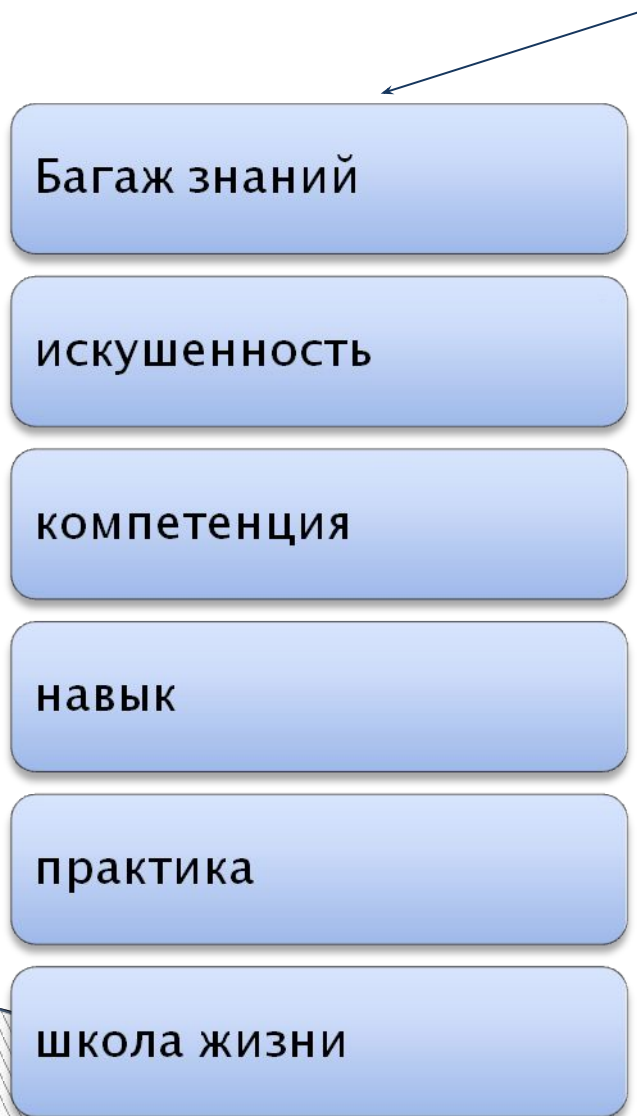 Багаж знаний
искушенность
компетенция
навык
практика
школа жизни